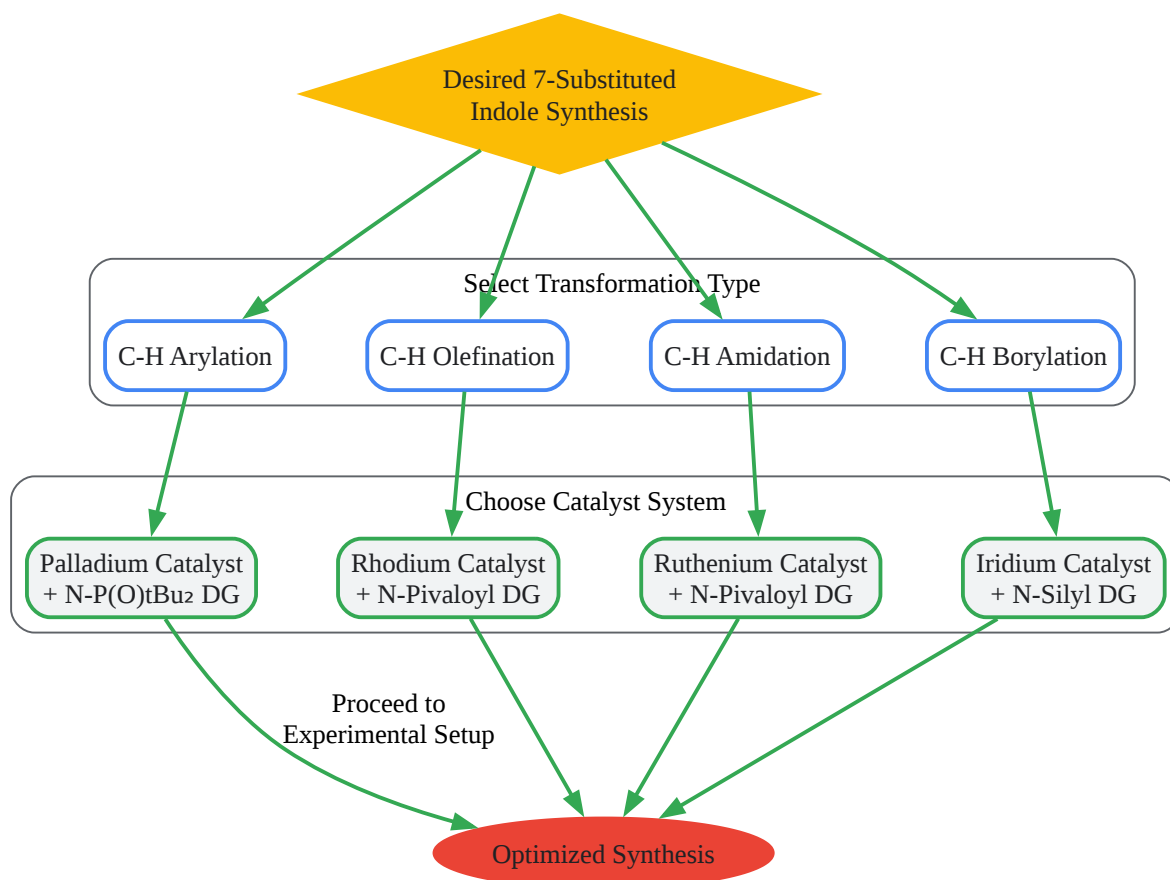 Desired 7-Substituted
Indole Synthesis
Select Transformation Type
C-H Arylation
C-H Olefination
C-H Amidation
C-H Borylation
Choose Catalyst System
Palladium Catalyst
+ N-P(O)tBu₂ DG
Rhodium Catalyst
+ N-Pivaloyl DG
Ruthenium Catalyst
+ N-Pivaloyl DG
Iridium Catalyst
+ N-Silyl DG
Proceed to
Experimental Setup
Optimized Synthesis